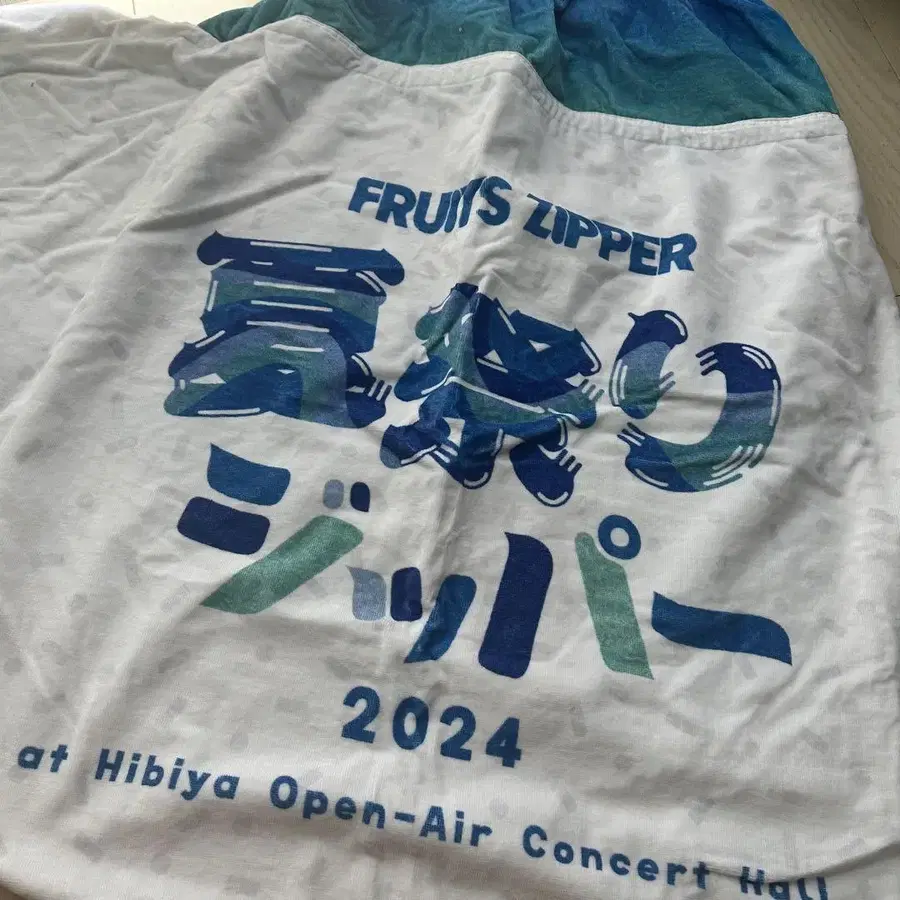 FRUITS ZIPPER
夏祭り
ジッパー
2024
at Hibiya Open-Air Concert Hall